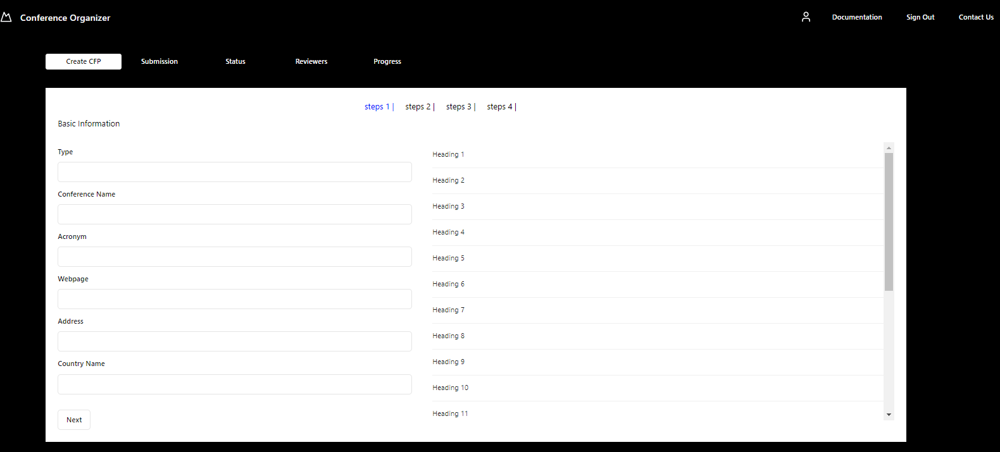 Conference Organizer
Documentation
Sign Out
Contact Us
Create CFP
Submission
Status
Reviewers
Progress
steps 1 | steps 2 | steps 3 | steps 4 |
Basic Information
Type
Conference Name
Acronym
Webpage
Address
Country Name
Next
Heading 1
Heading 2
Heading 3
Heading 4
Heading 5
Heading 6
Heading 7
Heading 8
Heading 9
Heading 10
Heading 11